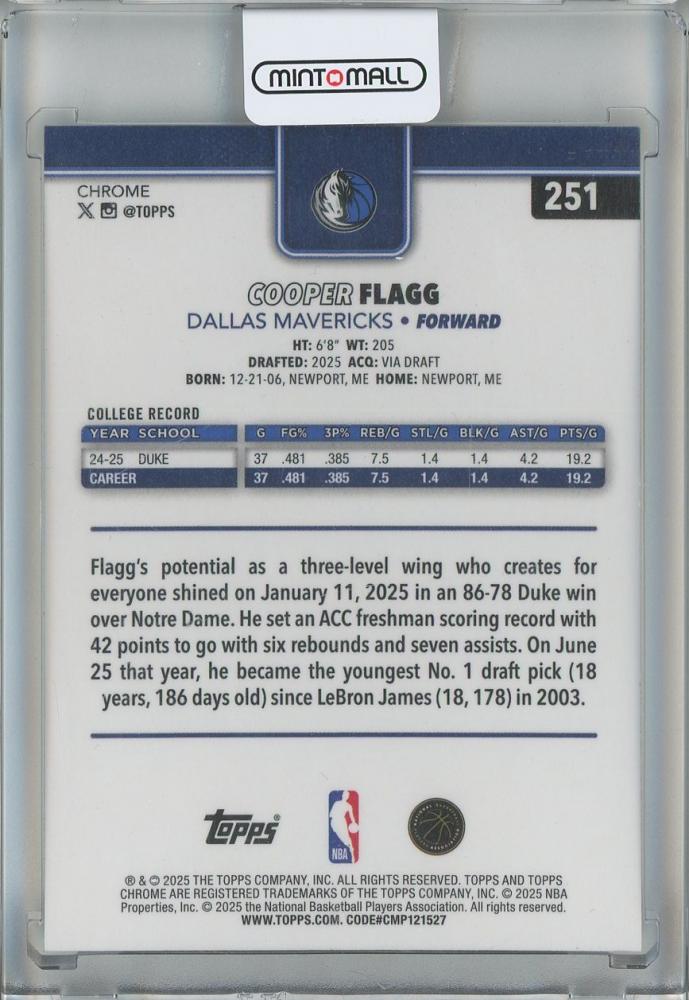 MINT MALL
CHROME
251
@TOPPS
COOPER FLAGG
DALLAS MAVERICKS • FORWARD
HT: 6'8" WT: 205
DRAFTED: 2025 ACQ: VIA DRAFT
BORN: 12-21-06, NEWPORT, ME HOME: NEWPORT, ME
COLLEGE RECORD
YEAR SCHOOL G FG% 3P% REB/G STL/G BLK/G AST/G PTS/G
24-25 DUKE 37 .481 .385 7.5 1.4 1.4 4.2 19.2
CAREER 37 .481 .385 7.5 1.4 1.4 4.2 19.2
Flagg's potential as a three-level wing who creates for
everyone shined on January 11, 2025 in an 86-78 Duke win
over Notre Dame. He set an ACC freshman scoring record with
42 points to go with six rebounds and seven assists. On June
25 that year, he became the youngest No. 1 draft pick (18
years, 186 days old) since LeBron James (18, 178) in 2003.
Topps®
NBA
® & © 2025 THE TOPPS COMPANY, INC. ALL RIGHTS RESERVED. TOPPS AND TOPPS
CHROME ARE REGISTERED TRADEMARKS OF THE TOPPS COMPANY, INC. © 2025 NBA
Properties, Inc. © 2025 the National Basketball Players Association. All rights reserved.
WWW.TOPPS.COM. CODE#CMP121527